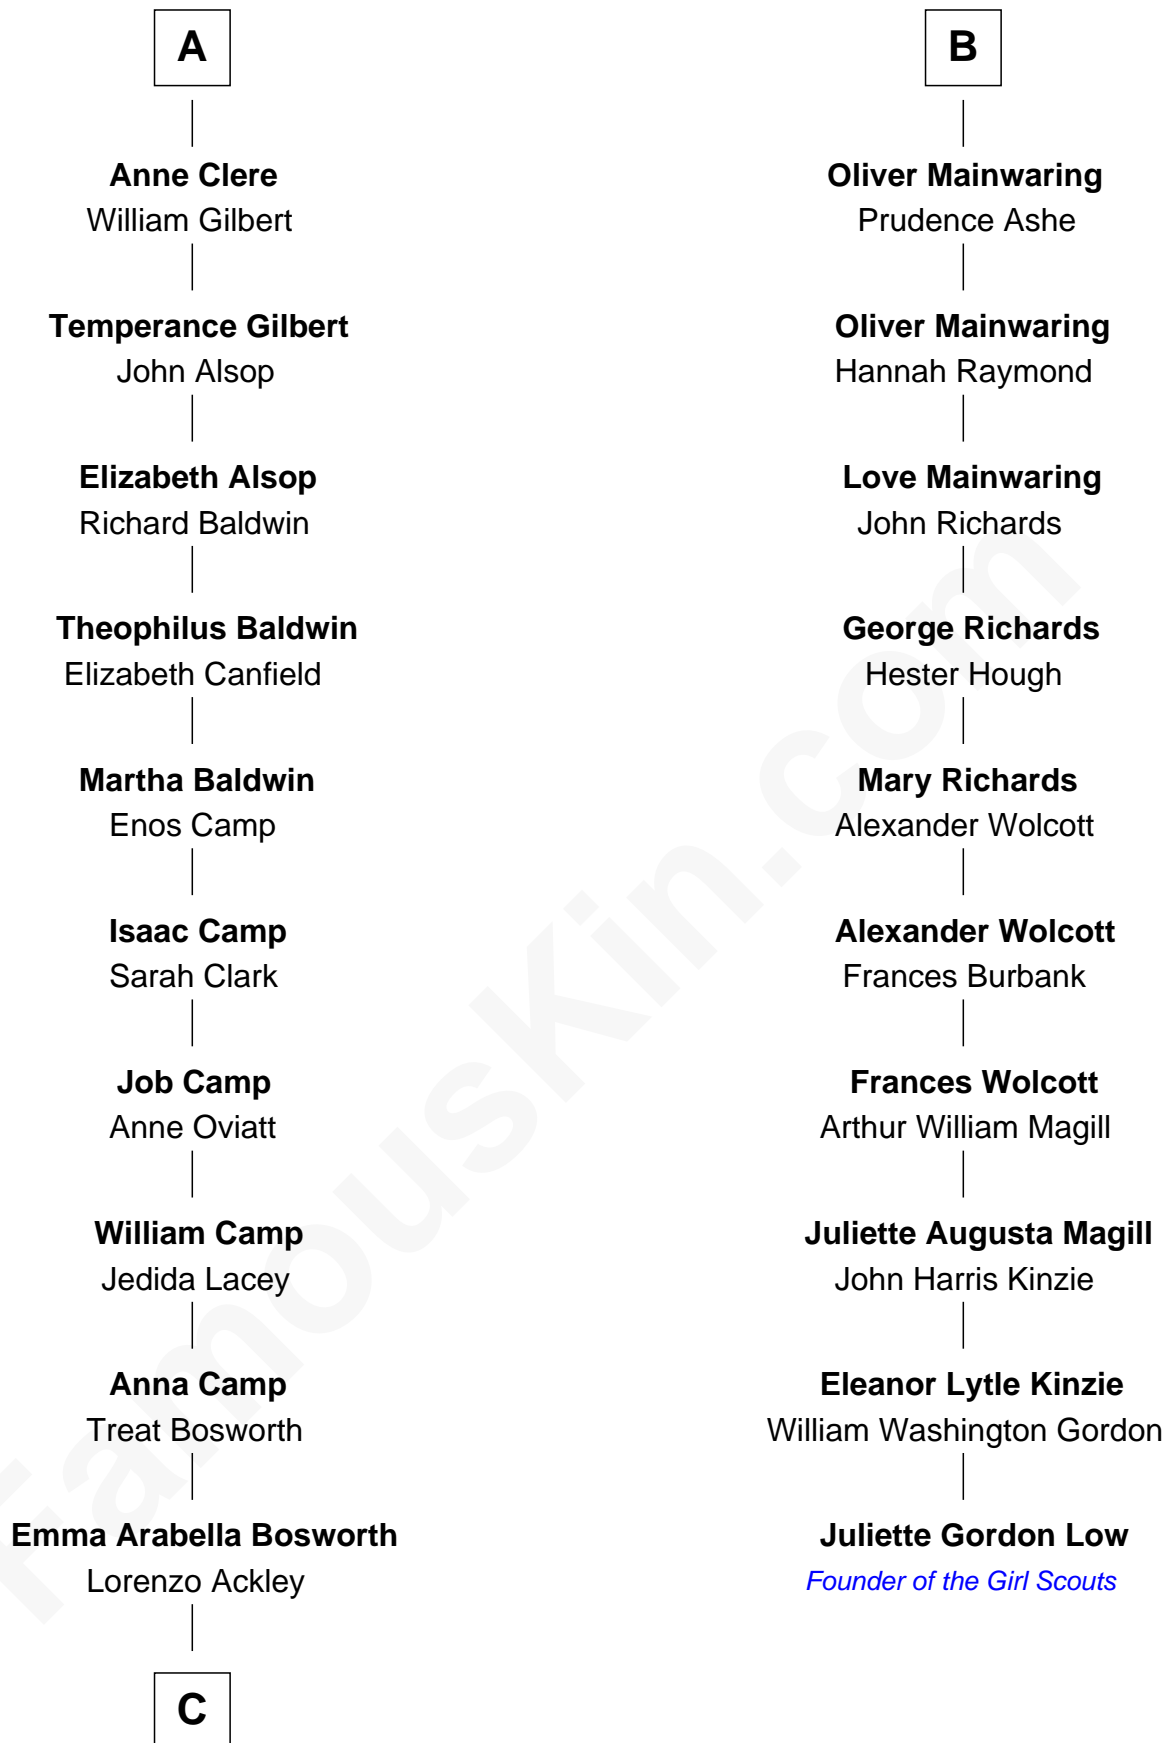 A
Anne Clere
William Gilbert
Temperance Gilbert
John Alsop
Elizabeth Alsop
Richard Baldwin
Theophilus Baldwin
Elizabeth Canfield
Martha Baldwin
Enos Camp
Isaac Camp
Sarah Clark
Job Camp
Anne Oviatt
William Camp
Jedida Lacey
Anna Camp
Treat Bosworth
Emma Arabella Bosworth
Lorenzo Ackley
C
B
Oliver Mainwaring
Prudence Ashe
Oliver Mainwaring
Hannah Raymond
Love Mainwaring
John Richards
George Richards
Hester Hough
Mary Richards
Alexander Wolcott
Alexander Wolcott
Frances Burbank
Frances Wolcott
Arthur William Magill
Juliette Augusta Magill
John Harris Kinzie
Eleanor Lytle Kinzie
William Washington Gordon
Juliette Gordon Low
Founder of the Girl Scouts
FamousKin.com